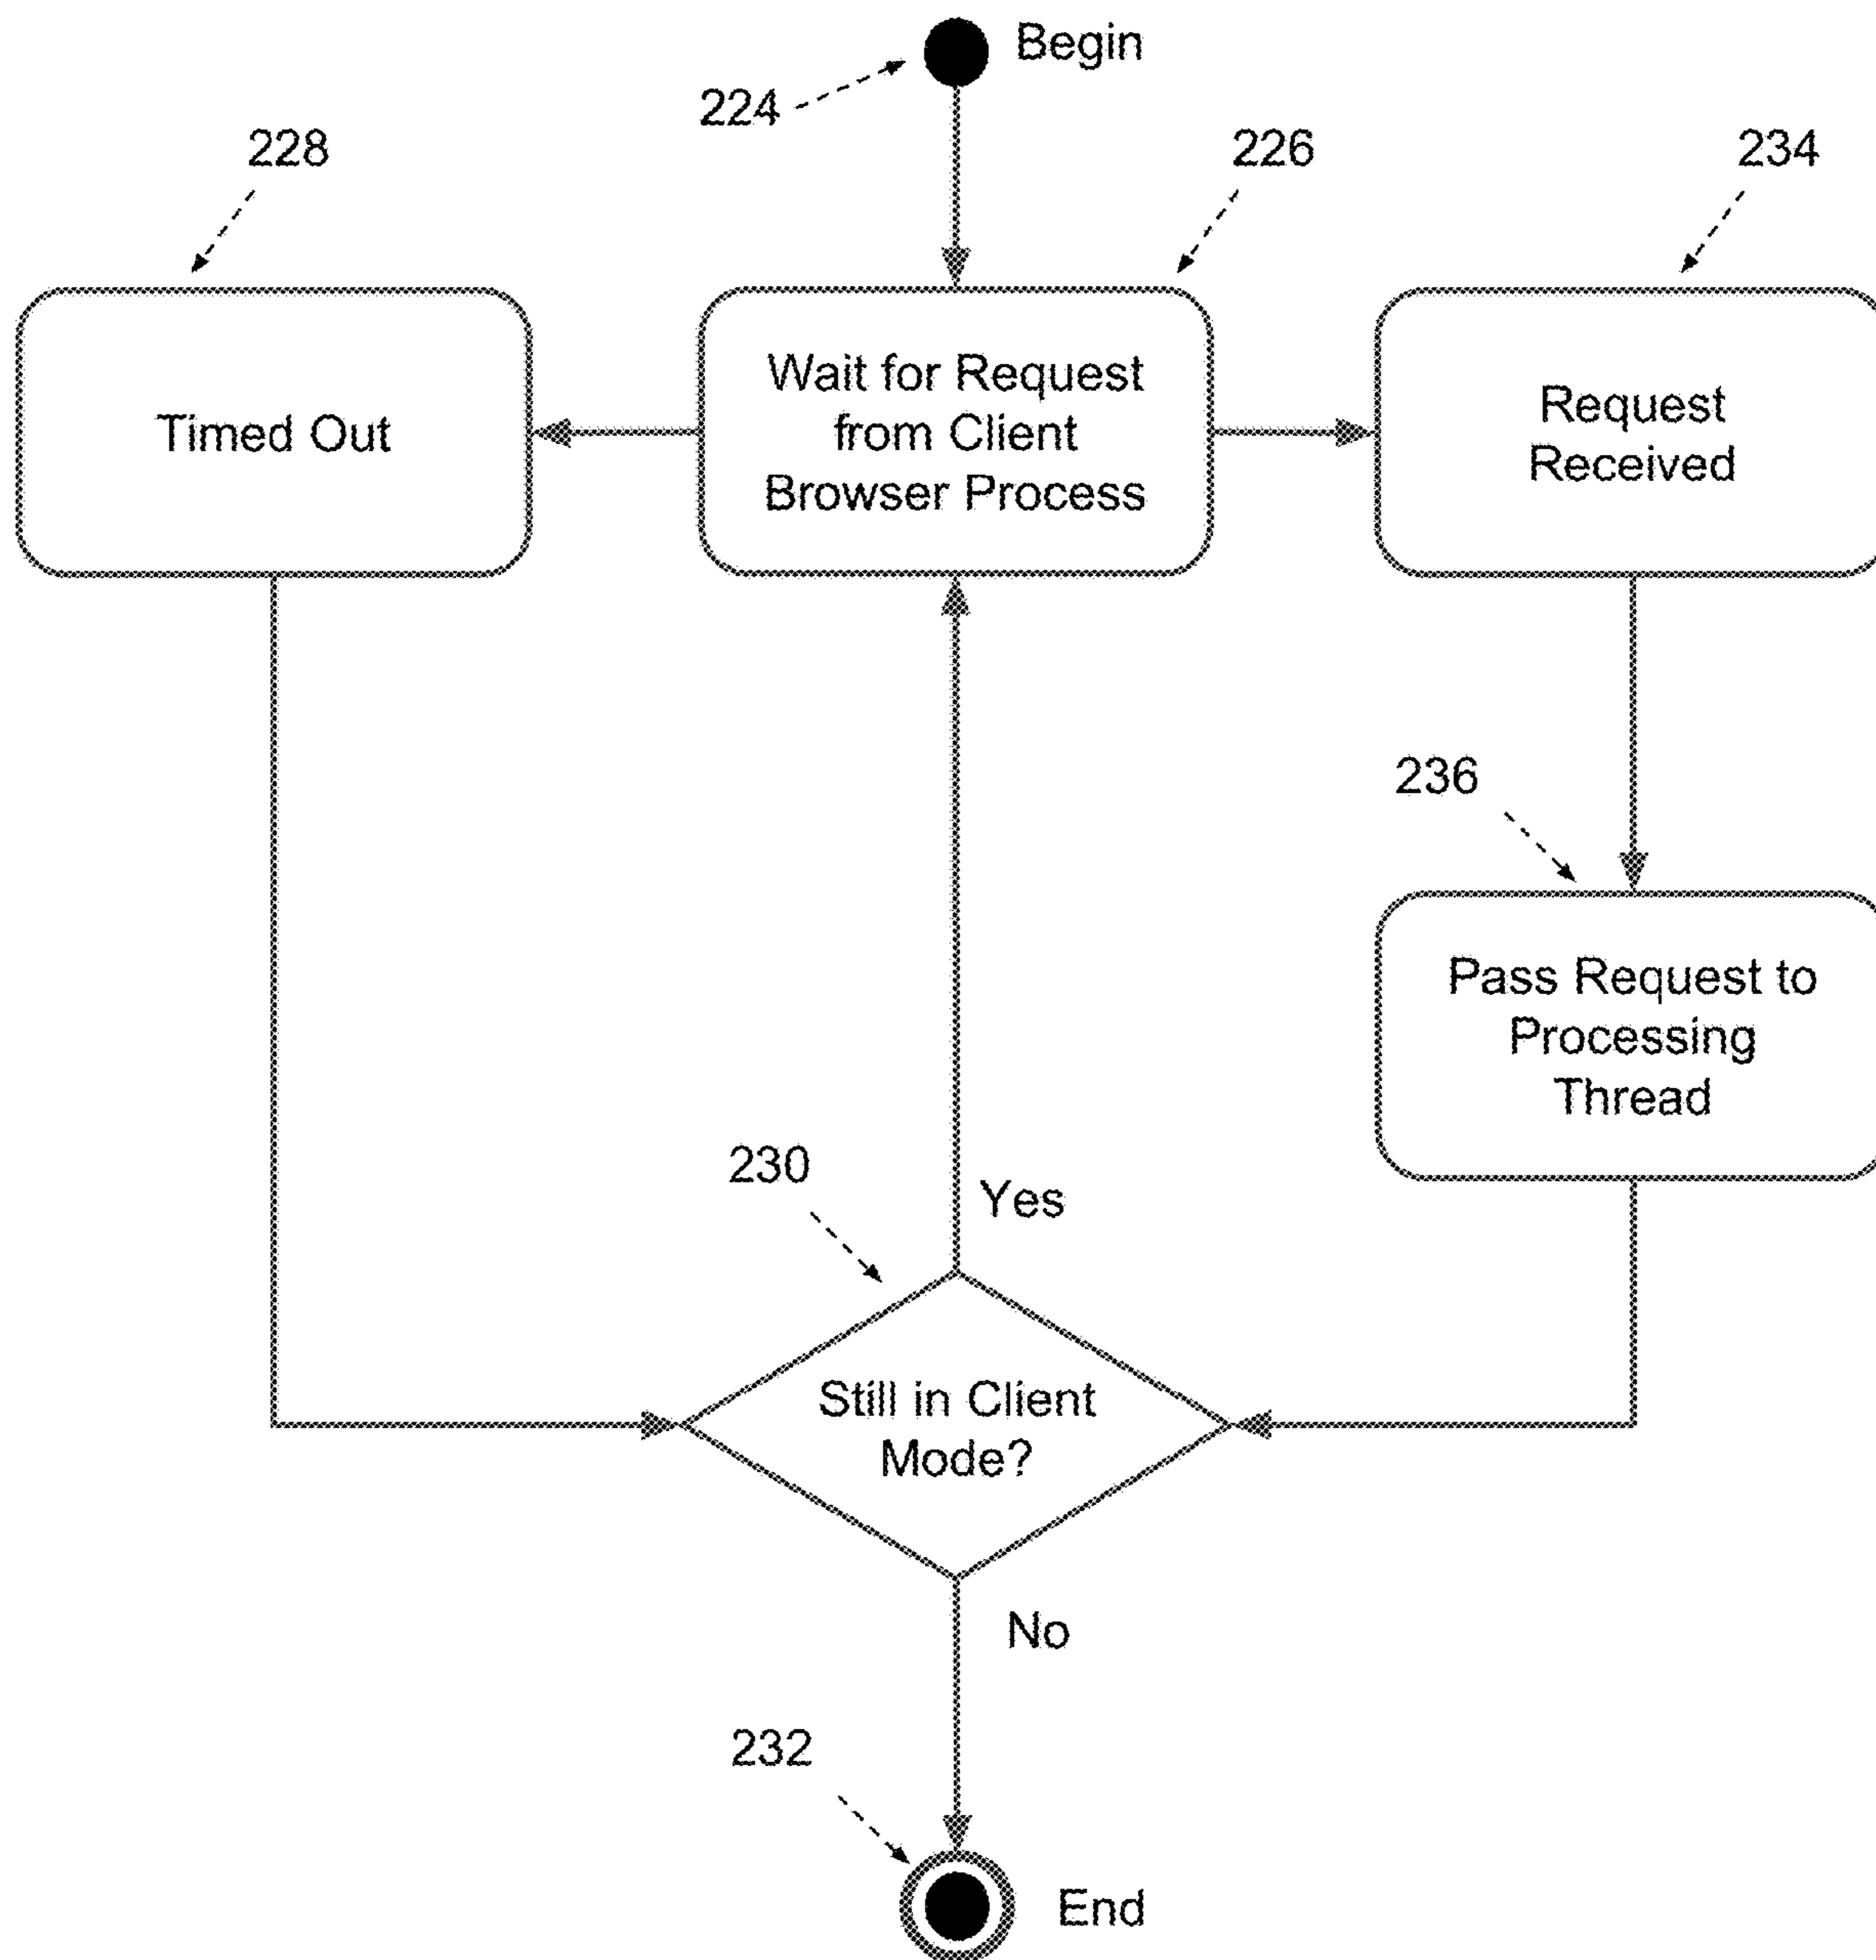 Begin
224
228
226
234
Timed Out
Wait for Request
from Client
Browser Process
Request
Received
236
Pass Request to
Processing
Thread
230
Yes
Still in Client
Mode?
No
232
End